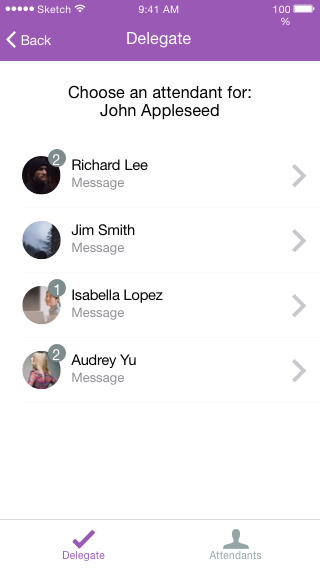 Sketch 9:41 AM 100 %
Back Delegate
Choose an attendant for:
John Appleseed
2
Richard Lee
Message
Jim Smith
Message
1
Isabella Lopez
Message
2
Audrey Yu
Message
Delegate Attendants